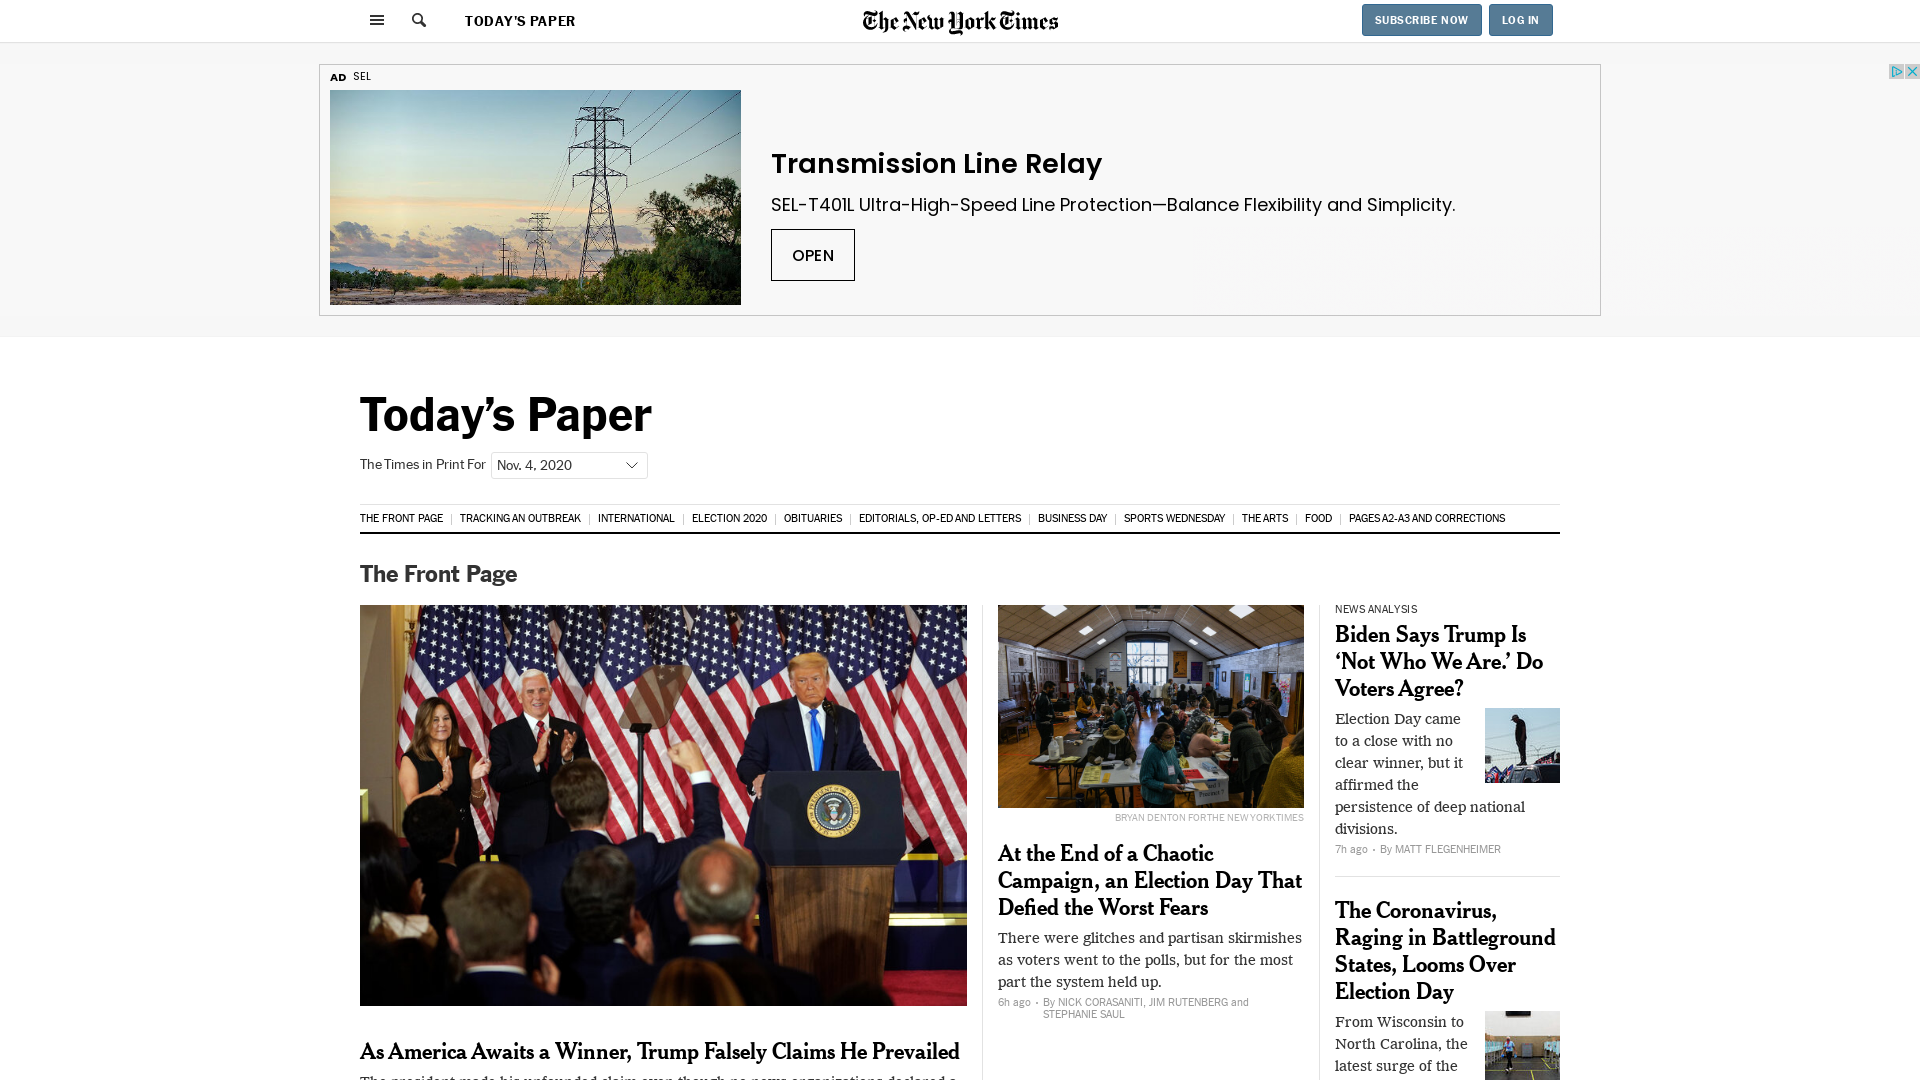 TODAY'S PAPER
The New York Times
SUBSCRIBE NOW
LOG IN
AD SEL
Transmission Line Relay
SEL-T401L Ultra-High-Speed Line Protection—Balance Flexibility and Simplicity.
OPEN
Today's Paper
The Times in Print For Nov. 4, 2020
THE FRONT PAGE TRACKING AN OUTBREAK INTERNATIONAL ELECTION 2020 OBITUARIES EDITORIALS, OP-ED AND LETTERS BUSINESS DAY SPORTS WEDNESDAY THE ARTS FOOD PAGES A2-A3 AND CORRECTIONS
The Front Page
As America Awaits a Winner, Trump Falsely Claims He Prevailed
BRYAN DENTON FOR THE NEW YORK TIMES
At the End of a Chaotic
Campaign, an Election Day That
Defied the Worst Fears
There were glitches and partisan skirmishes
as voters went to the polls, but for the most
part the system held up.
6h ago • By NICK CORASANITI, JIM RUTENBERG and
STEPHANIE SAUL
NEWS ANALYSIS
Biden Says Trump Is
‘Not Who We Are.’ Do
Voters Agree?
Election Day came
to a close with no
clear winner, but it
affirmed the
persistence of deep national
divisions.
7h ago • By MATT FLEGENHEIMER
The Coronavirus,
Raging in Battleground
States, Looms Over
Election Day
From Wisconsin to
North Carolina, the
latest surge of the